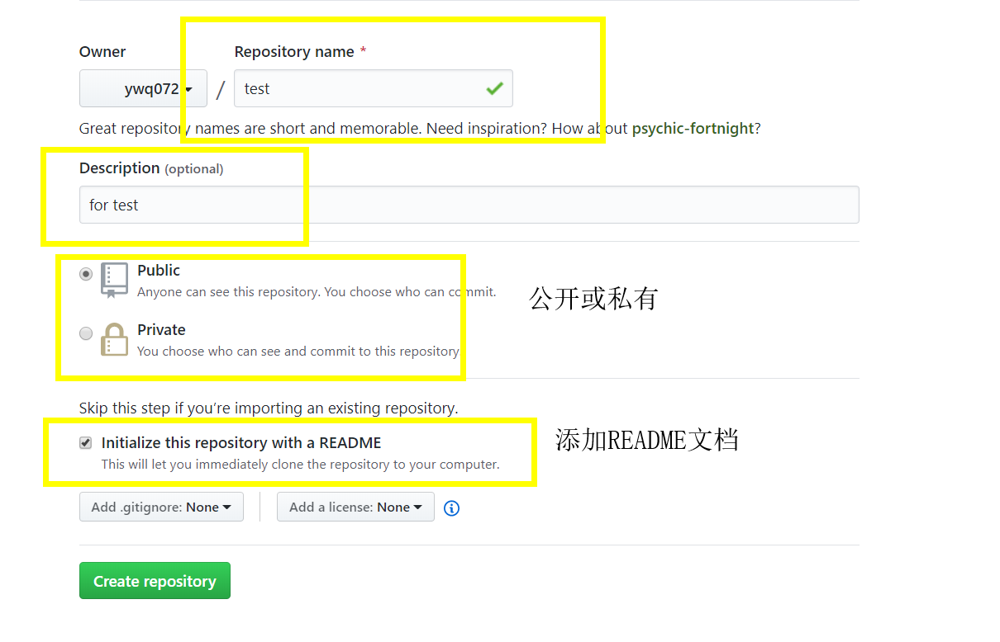 Owner
Repository name *
ywq072
/
test
Great repository names are short and memorable. Need inspiration? How about psychic-fortnight?
Description (optional)
for test
Public
Anyone can see this repository. You choose who can commit.
公开或私有
Private
You choose who can see and commit to this repository
Skip this step if you’re importing an existing repository.
Initialize this repository with a README
添加README文档
This will let you immediately clone the repository to your computer.
Add .gitignore: None
Add a license: None
Create repository